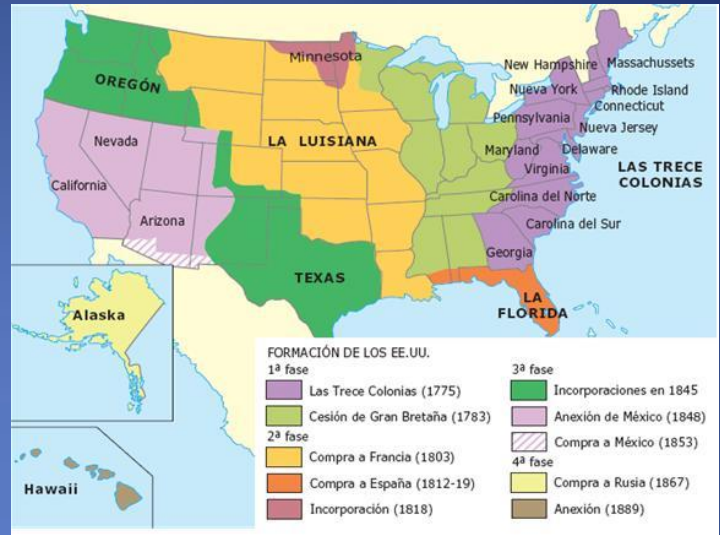 Minnesota
New Hampshire
Massachussets
OREGÓN
Nueva York
Rhode Island
Connecticut
Pennsylvania
Nueva Jersey
Nevada
LA LUISIANA
Maryland
Delaware
Virginia
LAS TRECE
COLONIAS
California
Carolina del Norte
Arizona
Carolina del Sur
Georgia
TEXAS
LA
FLORIDA
Alaska
Hawaii
FORMACIÓN DE LOS EE.UU.
1ª fase
Las Trece Colonias (1775)
Cesión de Gran Bretaña (1783)
2ª fase
Compra a Francia (1803)
Compra a España (1812-19)
Incorporación (1818)
3ª fase
Incorporaciones en 1845
Anexión de México (1848)
Compra a México (1853)
4ª fase
Compra a Rusia (1867)
Anexión (1889)